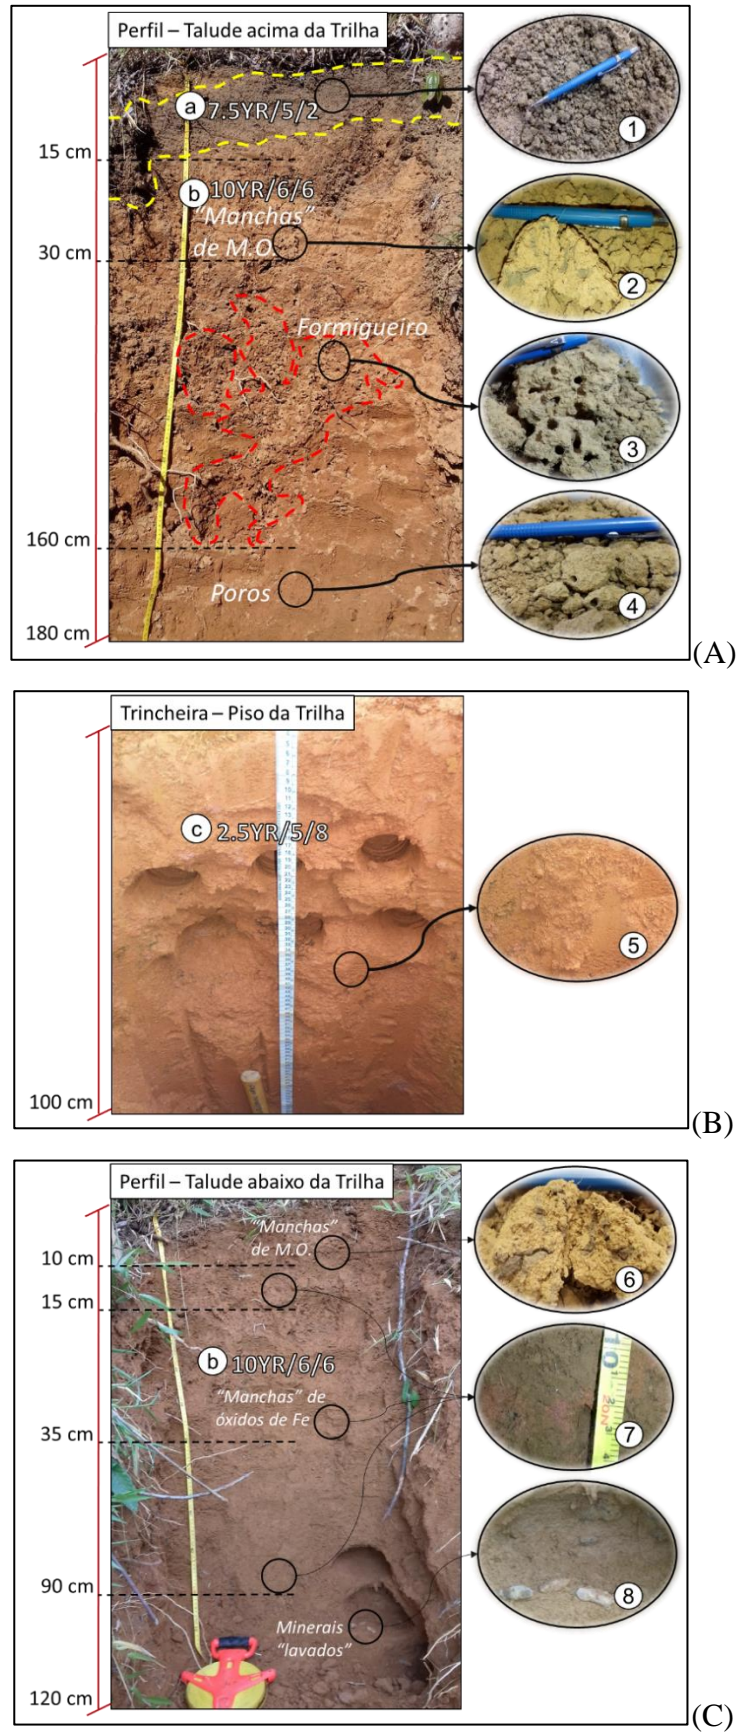 Perfil – Talude acima da Trilha
a 7.5YR/5/2
1
15 cm
b 10YR/6/6
"Manchas"
de M.O.
2
30 cm
Formigueiro
3
160 cm
Poros
4
180 cm
(A)
Trincheira – Piso da Trilha
c 2.5YR/5/8
5
100 cm
(B)
Perfil – Talude abaixo da Trilha
"Manchas"
de M.O.
6
10 cm
15 cm
b 10YR/6/6
"Manchas" de
óxidos de Fe
10
20N
7
35 cm
90 cm
8
Minerais
"lavados"
120 cm
(C)